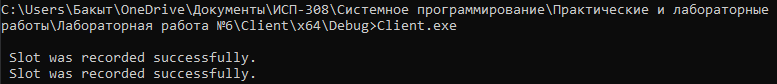 C:\Users\Бакыт\OneDrive\Документы\ИСП-308\Системное программирование\Практические и лабораторные
работы\Лабораторная работа №6\Client\x64\Debug>Client.exe
Slot was recorded successfully.
Slot was recorded successfully.